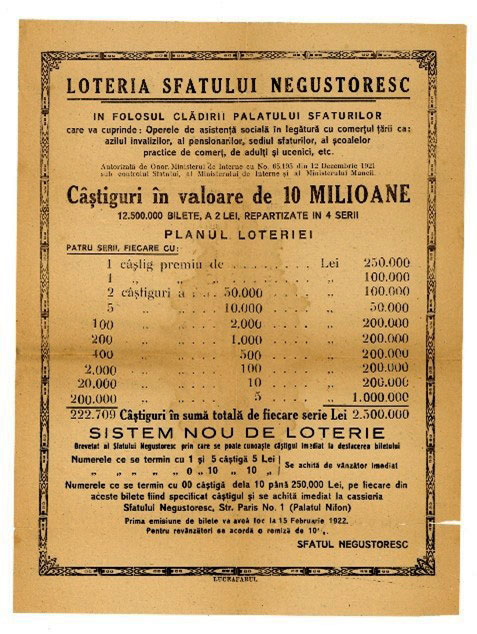 LOTERIA SFATULUI NEGUSTORESC
IN FOLOSUL CLĂDIRII PALATULUI SFATURILOR
care va cuprinde: Operele de asistență socială în legătură cu comerțul țării ca:
azilul invalizilor, al pensionarilor, sediul sfaturilor, al școalelor
practice de comerț, de adulți și ucenici, etc.
Autorizată de Onor. Ministerul de Interne cu No. 65.195 din 12 Decembrie 1921
sub controlul Statului, al Ministerului de Interne și al Ministerului Muncii.
Câștiguri în valoare de 10 MILIOANE
12.500.000 BILETE, A 2 LEI, REPARTIZATE IN 4 SERII
PLANUL LOTERIEI
PATRU SERII, FIECARE CU:
1 câștig premiu de . . . . . . . . . Lei 250.000
1 „ „ „ . . . . . . . . . „ 100.000
2 câștiguri a . . 50.000 . . . . „ 100.000
5 „ „ 10.000 . . . . „ 50.000
100 „ „ 2.000 . . . . „ 200.000
200 „ „ 1.000 . . . . „ 200.000
400 „ „ 500 . . . . „ 200.000
2.000 „ „ 100 . . . . „ 200.000
20.000 „ „ 10 . . . . „ 200.000
200.000 „ „ 5 . . . . „ 1.000.000
222.709 Câștiguri în sumă totală de fiecare serie Lei 2.500.000
SISTEM NOU DE LOTERIE
Brevetat al Sfatului Negustoresc prin care se poate cunoaște câștigul imediat la desfacerea biletului
Numerele ce se termin cu 1 și 5 câștigă 5 Lei
„ „ „ „ „ 0 „ 10 „ 10 „
Se achită de vânzător imediat
Numerele ce se termin cu 00 câștigă dela 10 până 250,000 Lei, pe fiecare din
aceste bilete fiind specificat câștigul și se achită imediat la cassieria
Sfatului Negustoresc, Str. Paris No. 1 (Palatul Nifon)
Prima emisiune de bilete va avea loc la 15 Februarie 1922.
Pentru revânzători se acordă o remiză de 10%.
SFATUL NEGUSTORESC
LUCEAFARUL